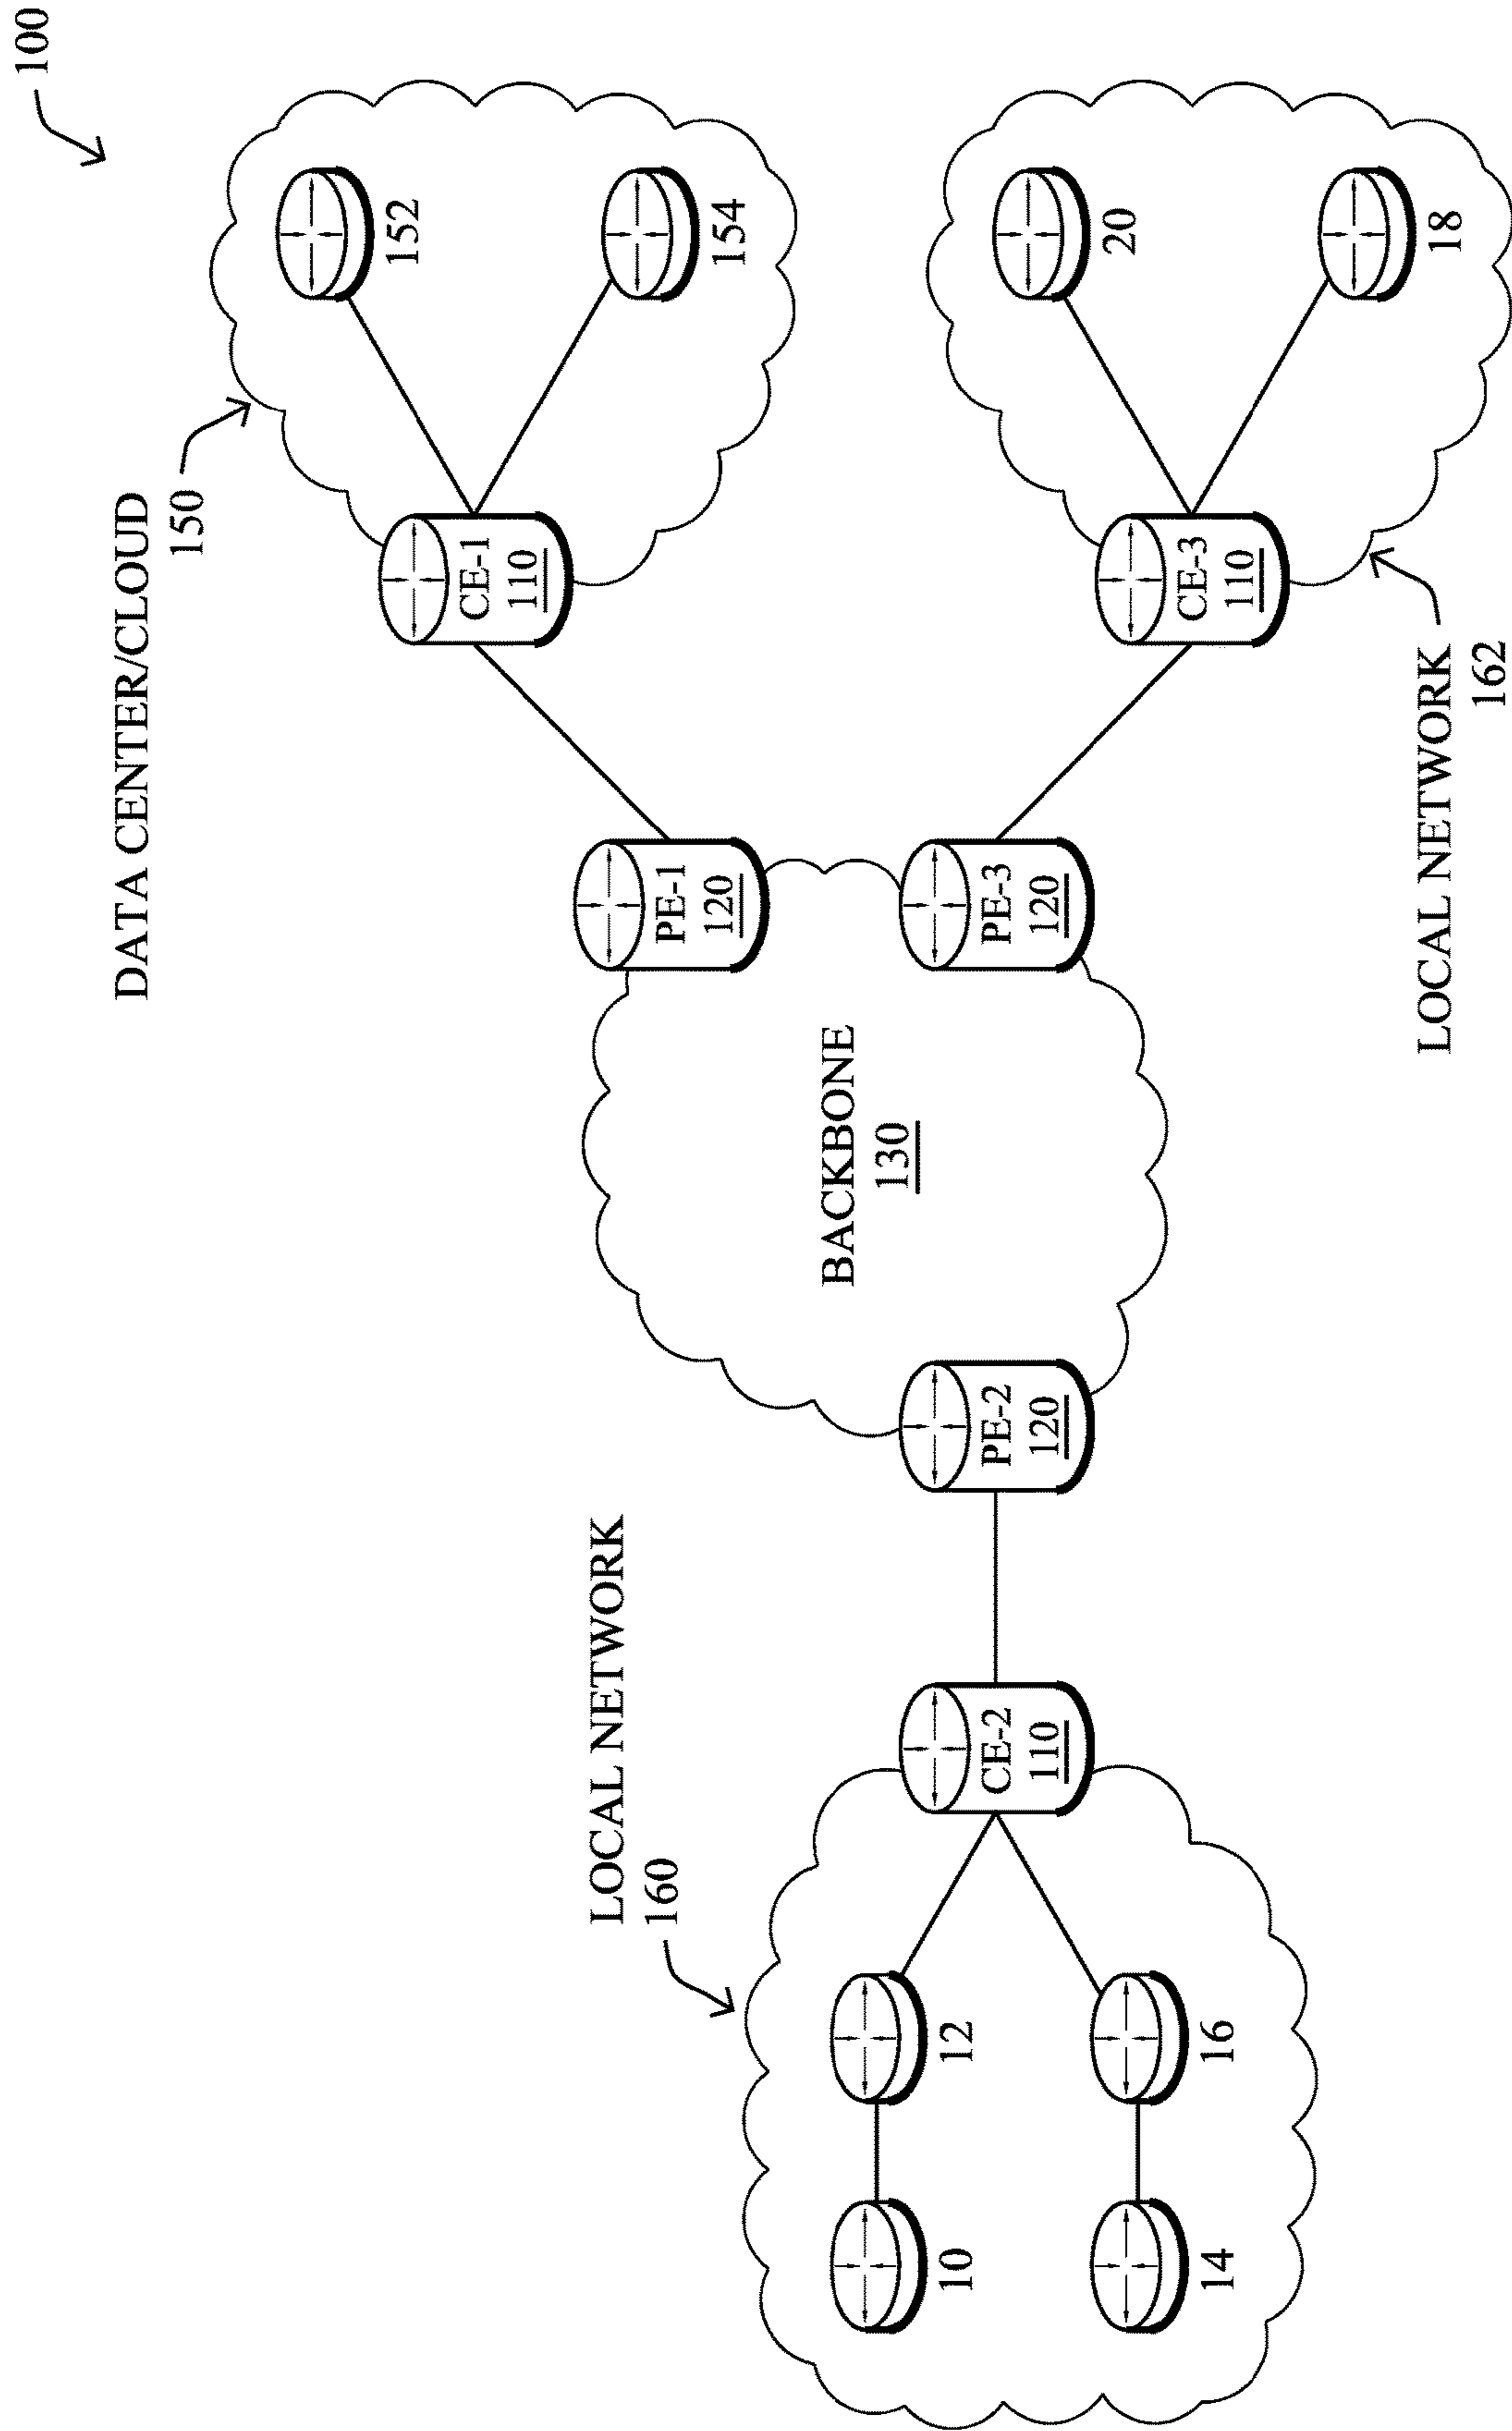 100
DATA CENTER/CLOUD
150
152
154
CE-1
110
PE-1
120
LOCAL NETWORK
160
BACKBONE
130
10
12
14
16
CE-2
110
PE-2
120
PE-3
120
CE-3
110
20
18
LOCAL NETWORK
162